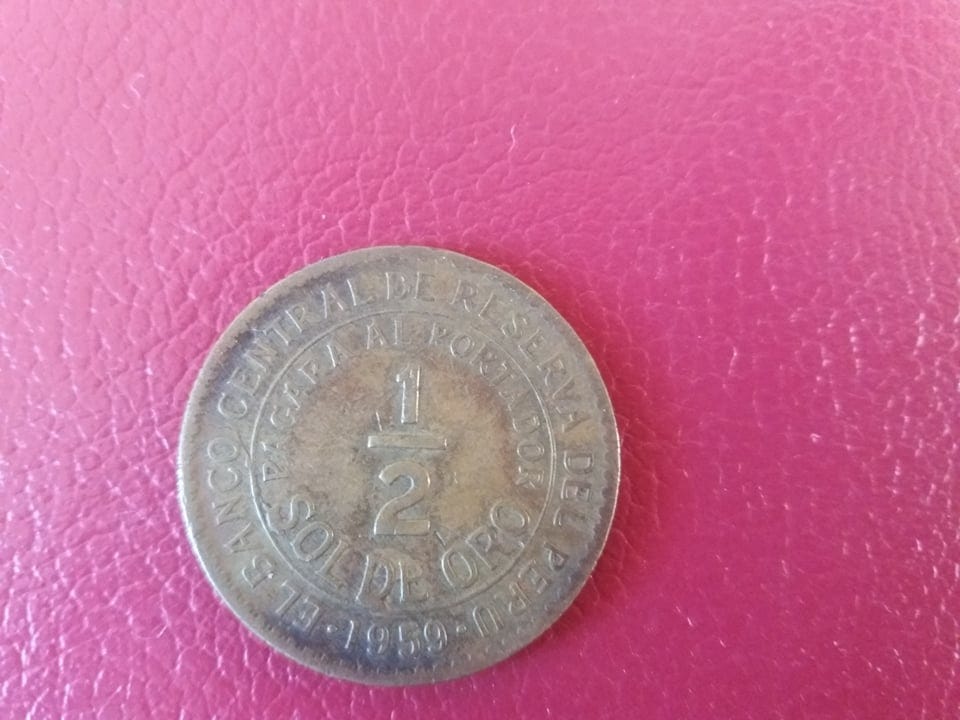 EL BANCO CENTRAL DE RESERVA DEL PERU
PAGARA AL PORTADOR
1
2
SOL DE ORO
·1959·